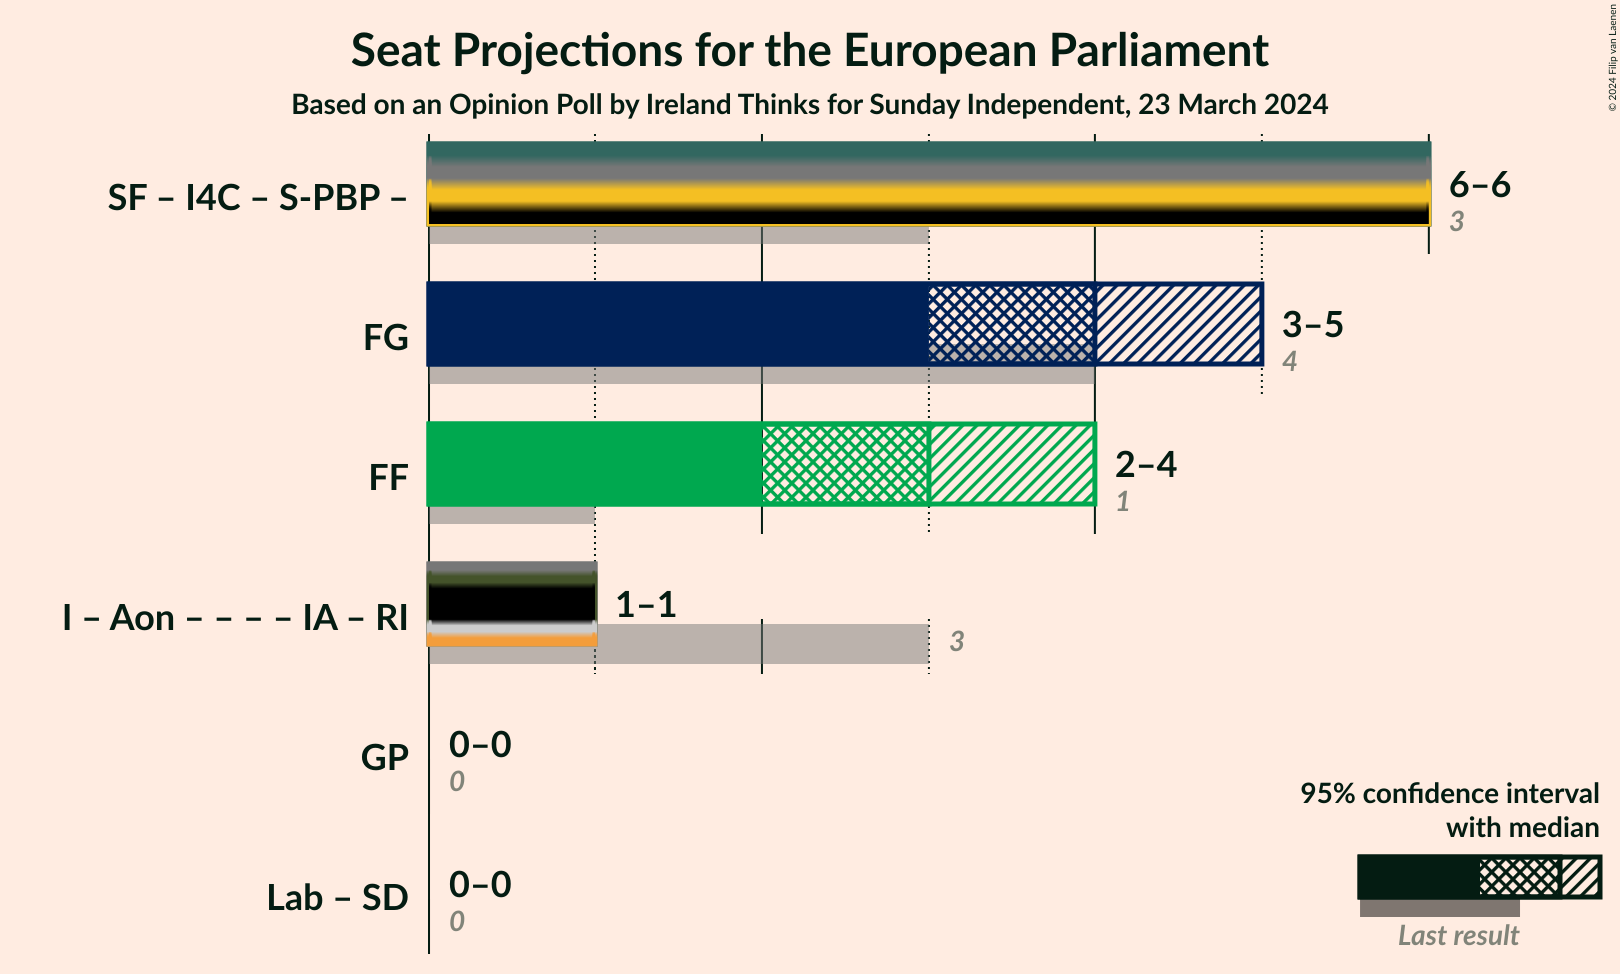 Seat Projections for the European Parliament
Based on an Opinion Poll by Ireland Thinks for Sunday Independent, 23 March 2024
© 2024 Filip van Laenen
SF – I4C – S-PBP –
6–6
3
FG
3–5
4
FF
2–4
1
I – Aon – – – – IA – RI
1–1
3
GP
0–0
0
Lab – SD
0–0
0
95% confidence interval
with median
Last result